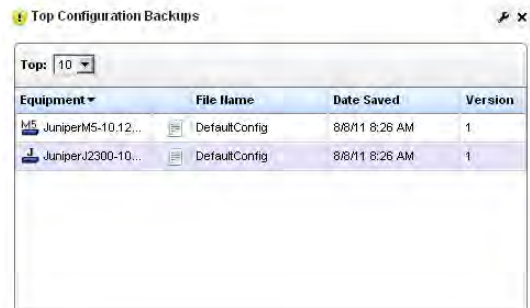 Top Configuration Backups
Top: 10
Equipment File Name Date Saved Version
M5 JuniperM5-10.12... DefaultConfig 8/8/11 8:26 AM 1
J JuniperJ2300-10... DefaultConfig 8/8/11 8:26 AM 1